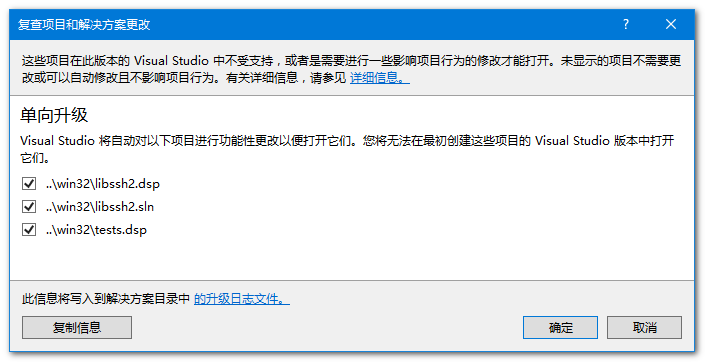 复查项目和解决方案更改
这些项目在此版本的 Visual Studio 中不受支持，或者是需要进行一些影响项目行为的修改才能打开。未显示的项目不需要更
改或可以自动修改且不影响项目行为。有关详细信息，请参见 详细信息。
单向升级
Visual Studio 将自动对以下项目进行功能性更改以便打开它们。您将无法在最初创建这些项目的 Visual Studio 版本中打开
它们。
..\win32\libssh2.dsp
..\win32\libssh2.sln
..\win32\tests.dsp
此信息将写入到解决方案目录中 的升级日志文件。
复制信息
确定
取消